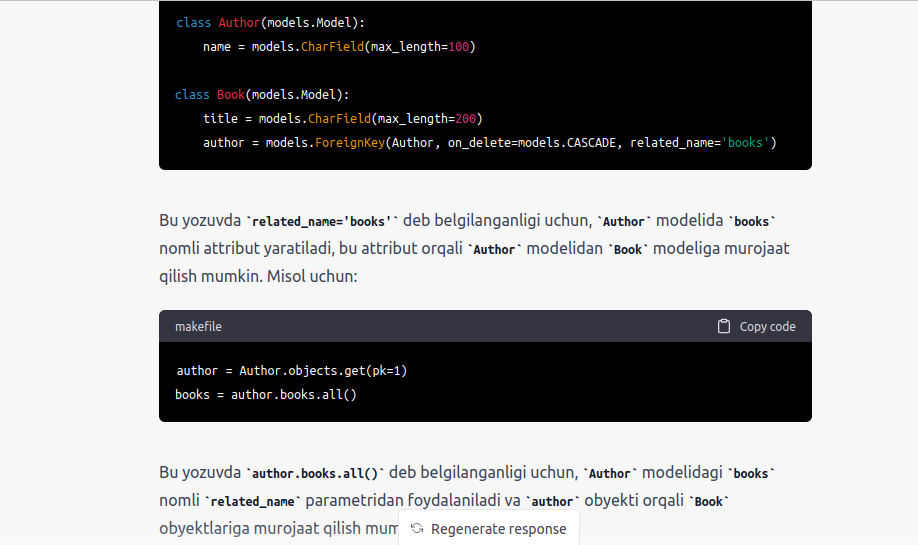 class Author(models.Model):
    name = models.CharField(max_length=100)
class Book(models.Model):
    title = models.CharField(max_length=200)
    author = models.ForeignKey(Author, on_delete=models.CASCADE, related_name='books')
Bu yozuvda `related_name='books'` deb belgilanganligi uchun, `Author` modelida `books`
nomli attribut yaratiladi, bu attribut orqali `Author` modelidan `Book` modeliga murojaat
qilish mumkin. Misol uchun:
makefile Copy code
author = Author.objects.get(pk=1)
books = author.books.all()
Bu yozuvda `author.books.all()` deb belgilanganligi uchun, `Author` modelidagi `books`
nomli `related_name` parametridan foydalaniladi va `author` obyekti orqali `Book`
obyektlariga murojaat qilish
Regenerate response